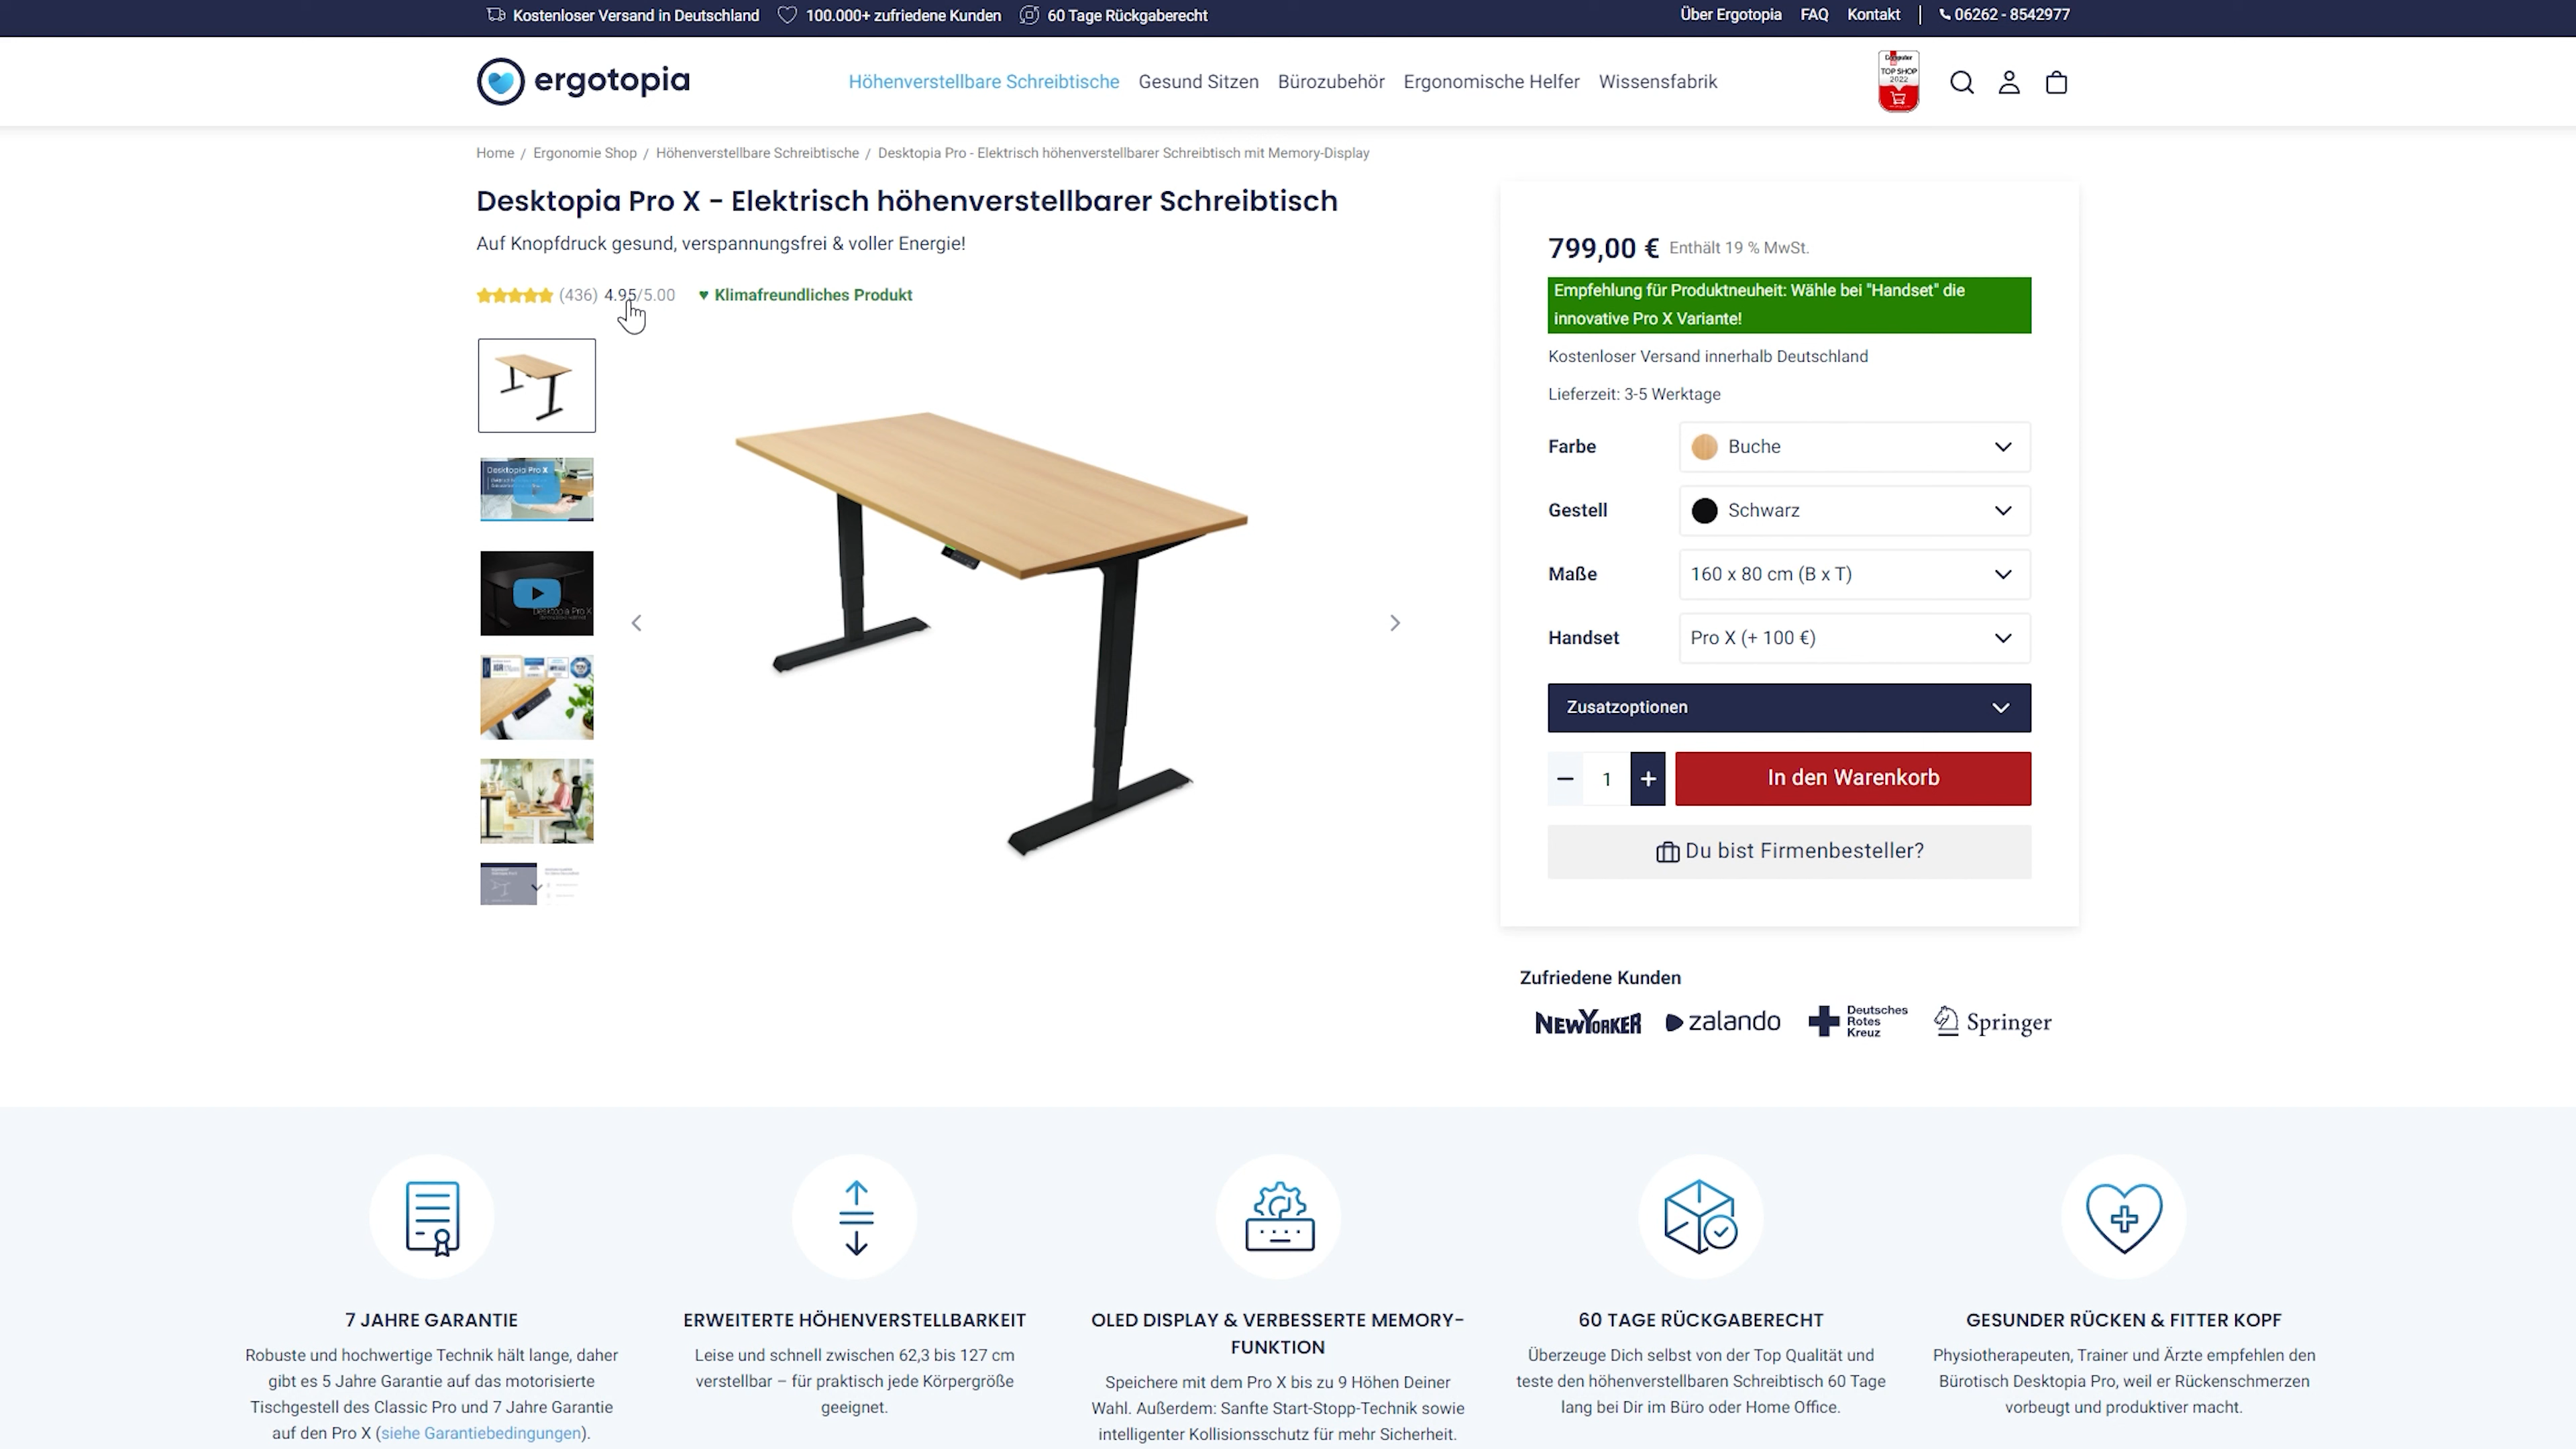 Kostenloser Versand in Deutschland
100.000+ zufriedene Kunden
60 Tage Rückgaberecht
Über Ergotopia
FAQ
Kontakt
06262 - 8542977
ergotopia
Höhenverstellbare Schreibtische
Gesund Sitzen
Bürozubehör
Ergonomische Helfer
Wissensfabrik
TOP SHOP
2022
Home / Ergonomie Shop / Höhenverstellbare Schreibtische / Desktopia Pro - Elektrisch höhenverstellbarer Schreibtisch mit Memory-Display
Desktopia Pro X - Elektrisch höhenverstellbarer Schreibtisch
Auf Knopfdruck gesund, verspannungsfrei & voller Energie!
(436) 4.95/5.00
Klimafreundliches Produkt
Desktopia Pro X
Desktopia Pro X
799,00 € Enthält 19 % MwSt.
Empfehlung für Produktneuheit: Wähle bei "Handset" die
innovative Pro X Variante!
Kostenloser Versand innerhalb Deutschland
Lieferzeit: 3-5 Werktage
Farbe
Buche
Gestell
Schwarz
Maße
160 x 80 cm (B x T)
Handset
Pro X (+ 100 €)
Zusatzoptionen
− 1 +
In den Warenkorb
Du bist Firmenbesteller?
Zufriedene Kunden
NEWYORKER
zalando
Deutsches
Rotes
Kreuz
Springer
7 JAHRE GARANTIE
Robuste und hochwertige Technik hält lange, daher
gibt es 5 Jahre Garantie auf das motorisierte
Tischgestell des Classic Pro und 7 Jahre Garantie
auf den Pro X (siehe Garantiebedingungen).
ERWEITERTE HÖHENVERSTELLBARKEIT
Leise und schnell zwischen 62,3 bis 127 cm
verstellbar – für praktisch jede Körpergröße
geeignet.
OLED DISPLAY & VERBESSERTE MEMORY-
FUNKTION
Speichere mit dem Pro X bis zu 9 Höhen Deiner
Wahl. Außerdem: Sanfte Start-Stopp-Technik sowie
intelligenter Kollisionsschutz für mehr Sicherheit.
60 TAGE RÜCKGABERECHT
Überzeuge Dich selbst von der Top Qualität und
teste den höhenverstellbaren Schreibtisch 60 Tage
lang bei Dir im Büro oder Home Office.
GESUNDER RÜCKEN & FITTER KOPF
Physiotherapeuten, Trainer und Ärzte empfehlen den
Bürotisch Desktopia Pro, weil er Rückenschmerzen
vorbeugt und produktiver macht.